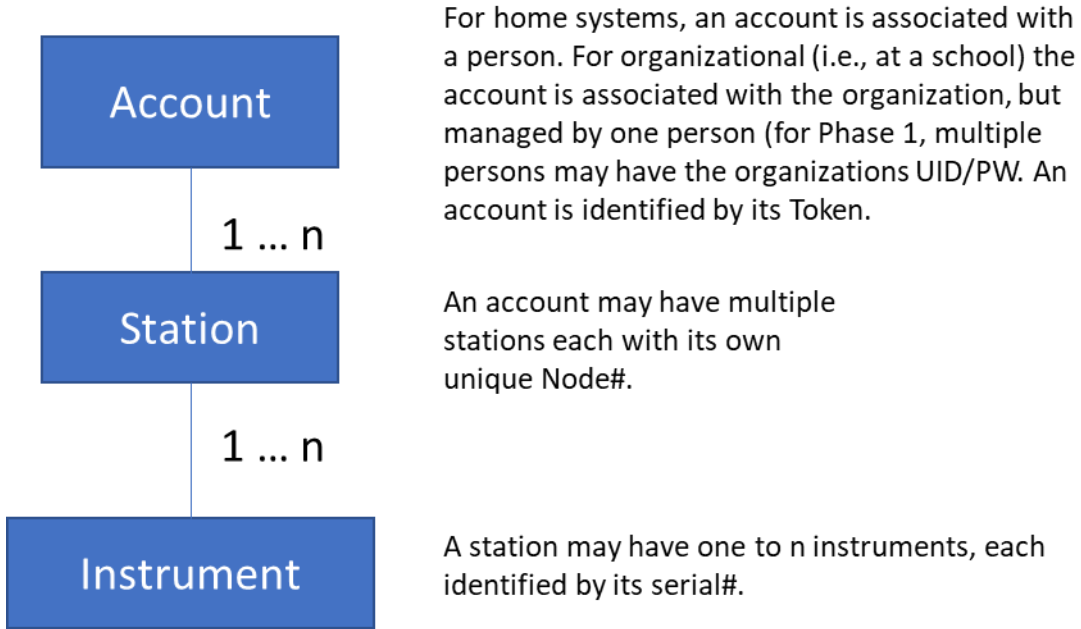 For home systems, an account is associated with
a person. For organizational (i.e., at a school) the
account is associated with the organization, but
managed by one person (for Phase 1, multiple
persons may have the organizations UID/PW. An
account is identified by its Token.
Account
1 ... n
Station
An account may have multiple
stations each with its own
unique Node#.
1 ... n
Instrument
A station may have one to n instruments, each
identified by its serial#.